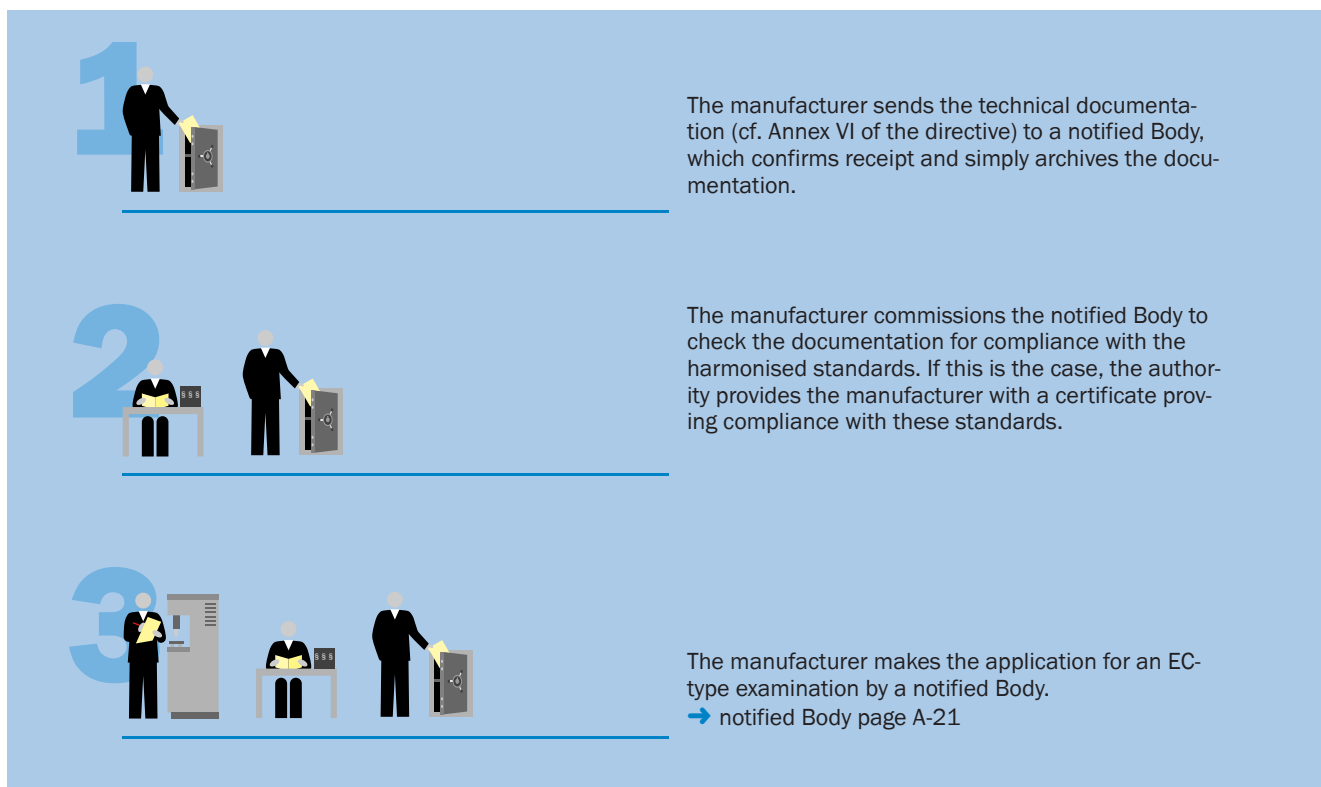 1
The manufacturer sends the technical documenta-
tion (cf. Annex VI of the directive) to a notified Body,
which confirms receipt and simply archives the docu-
mentation.
2
§ § §
The manufacturer commissions the notified Body to
check the documentation for compliance with the
harmonised standards. If this is the case, the author-
ity provides the manufacturer with a certificate prov-
ing compliance with these standards.
3
§ § §
The manufacturer makes the application for an EC-
type examination by a notified Body.
➜ notified Body page A-21